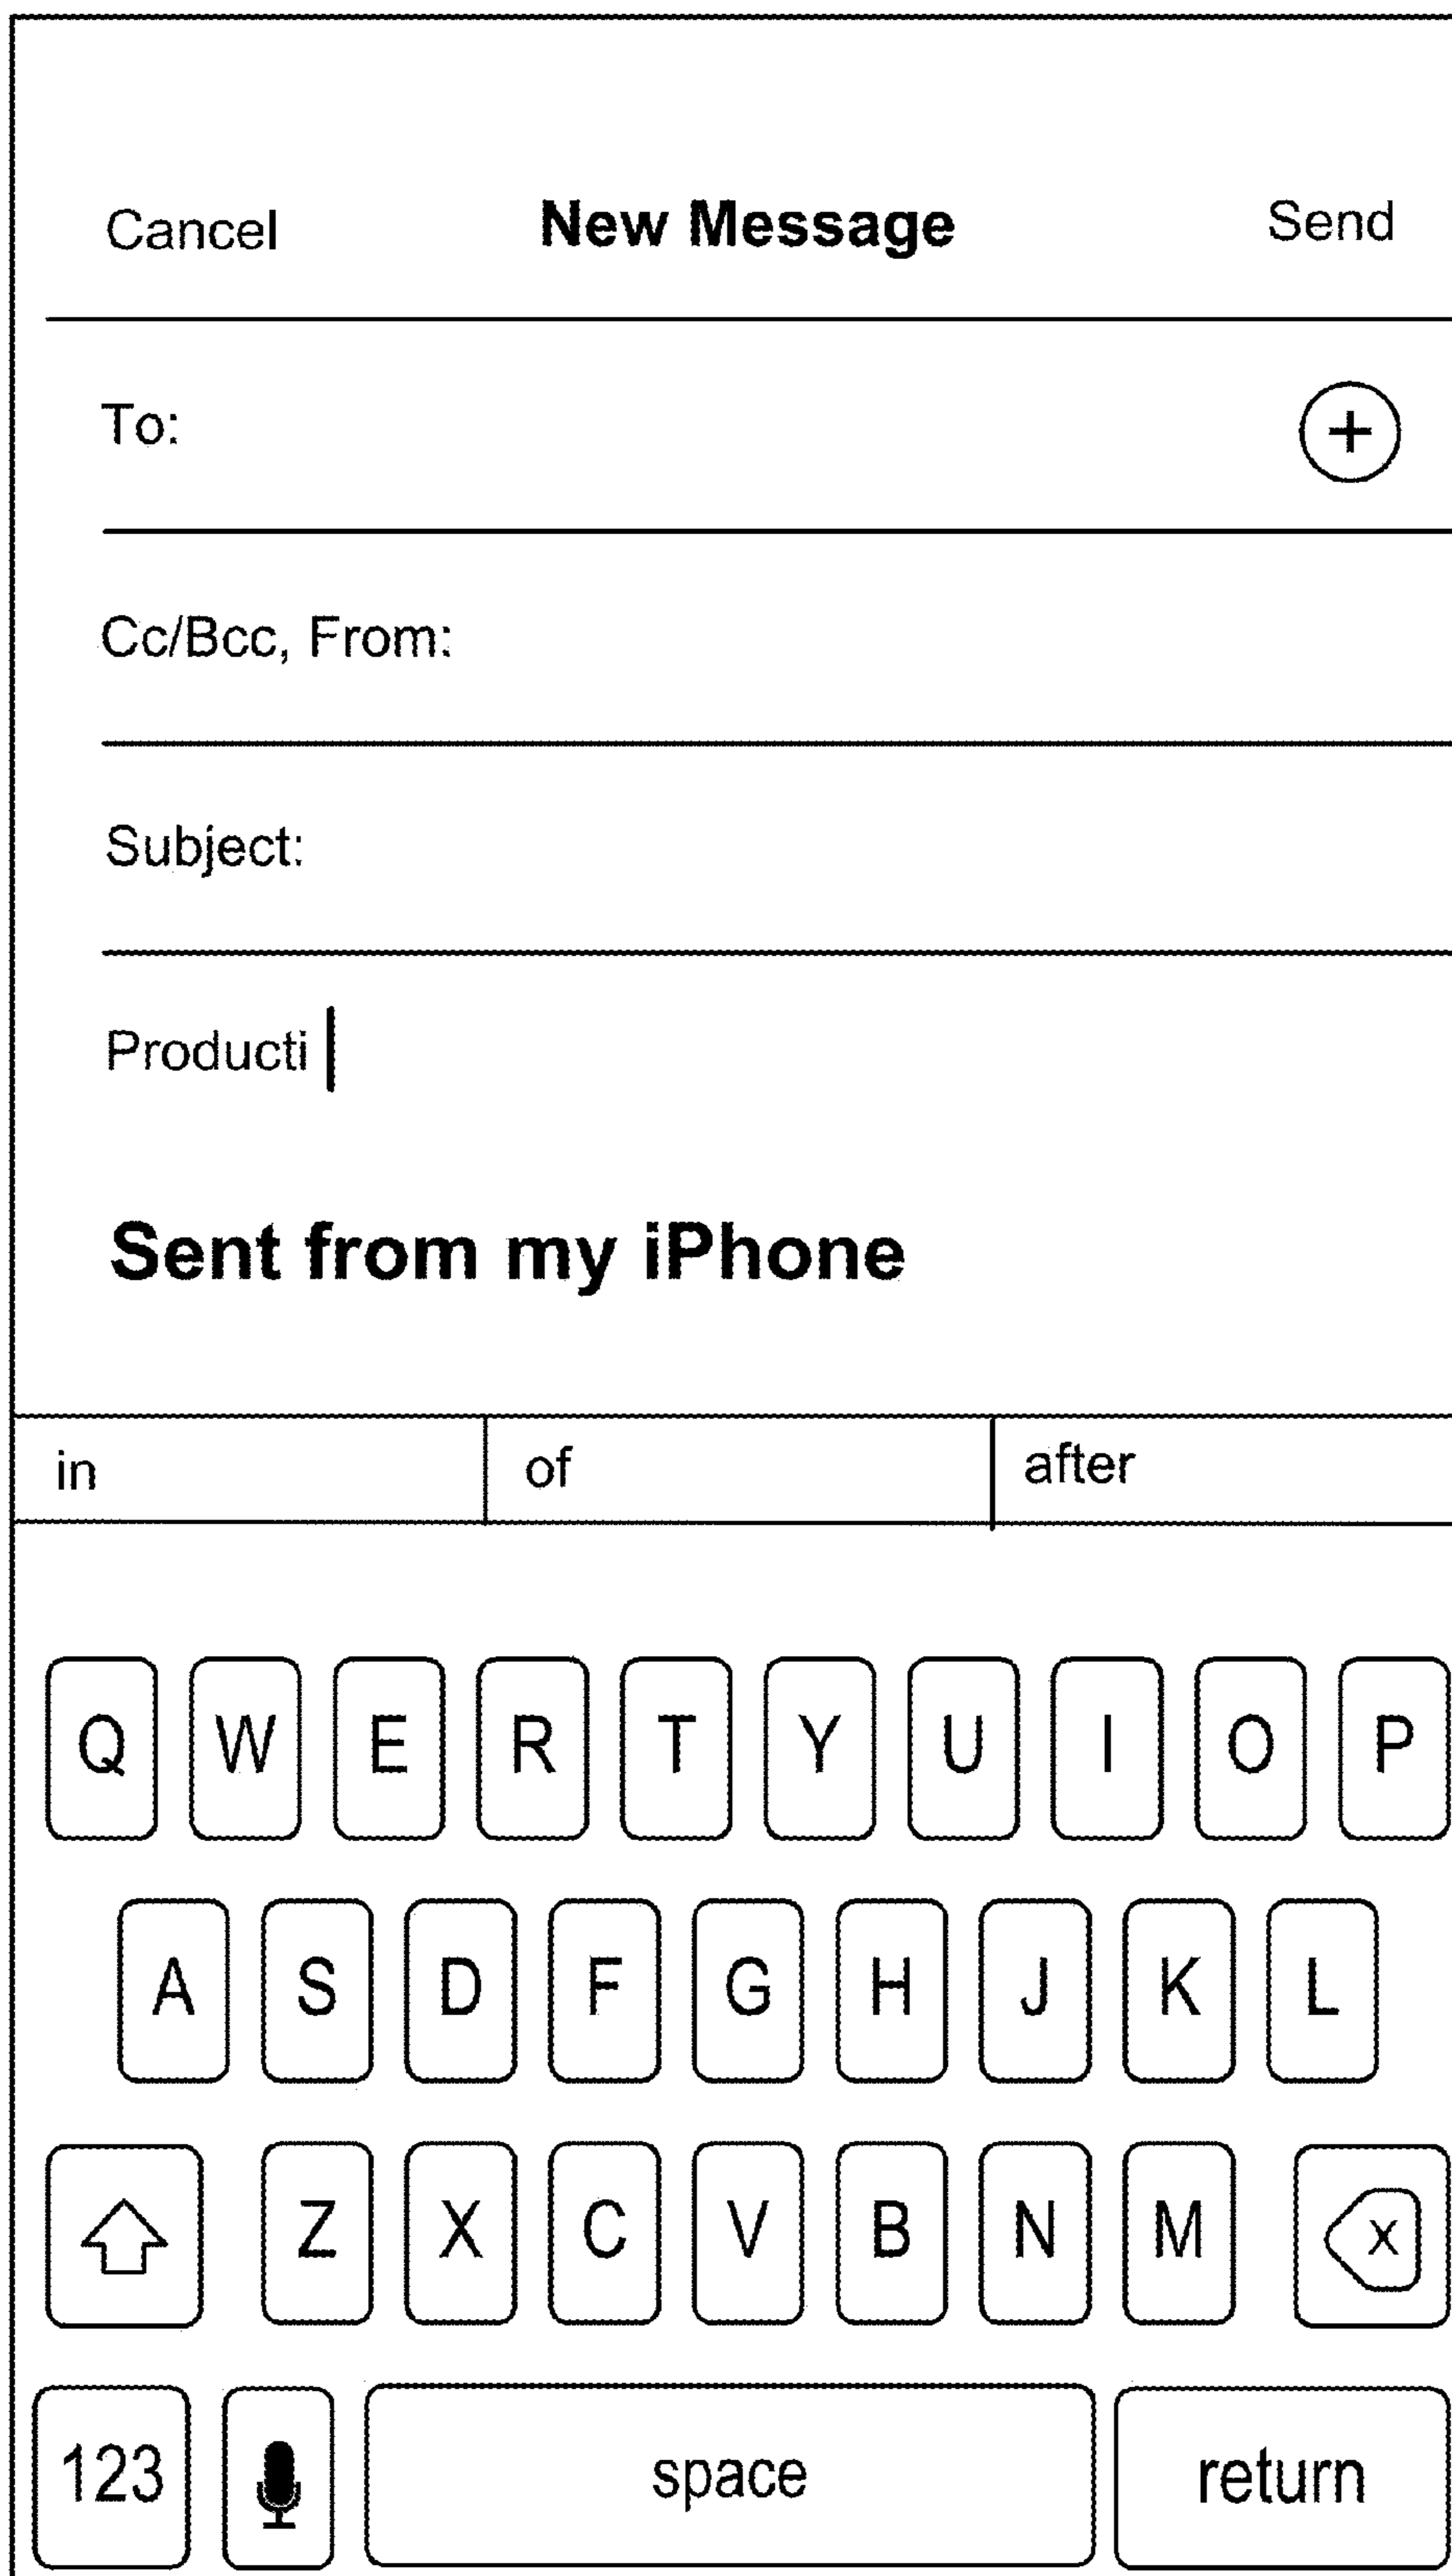 Cancel New Message Send
To: +
Cc/Bcc, From:
Subject:
Producti
Sent from my iPhone
in of after
Q W E R T Y U I O P
A S D F G H J K L
Z X C V B N M X
123 space return